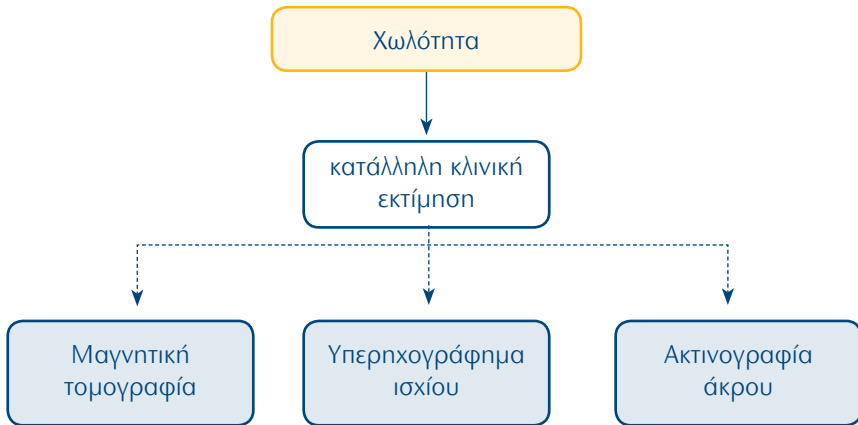 Χωλότητα
κατάλληλη κλινική
εκτίμηση
Μαγνητική
τομογραφία
Υπερηχογράφημα
ισχίου
Ακτινογραφία
άκρου